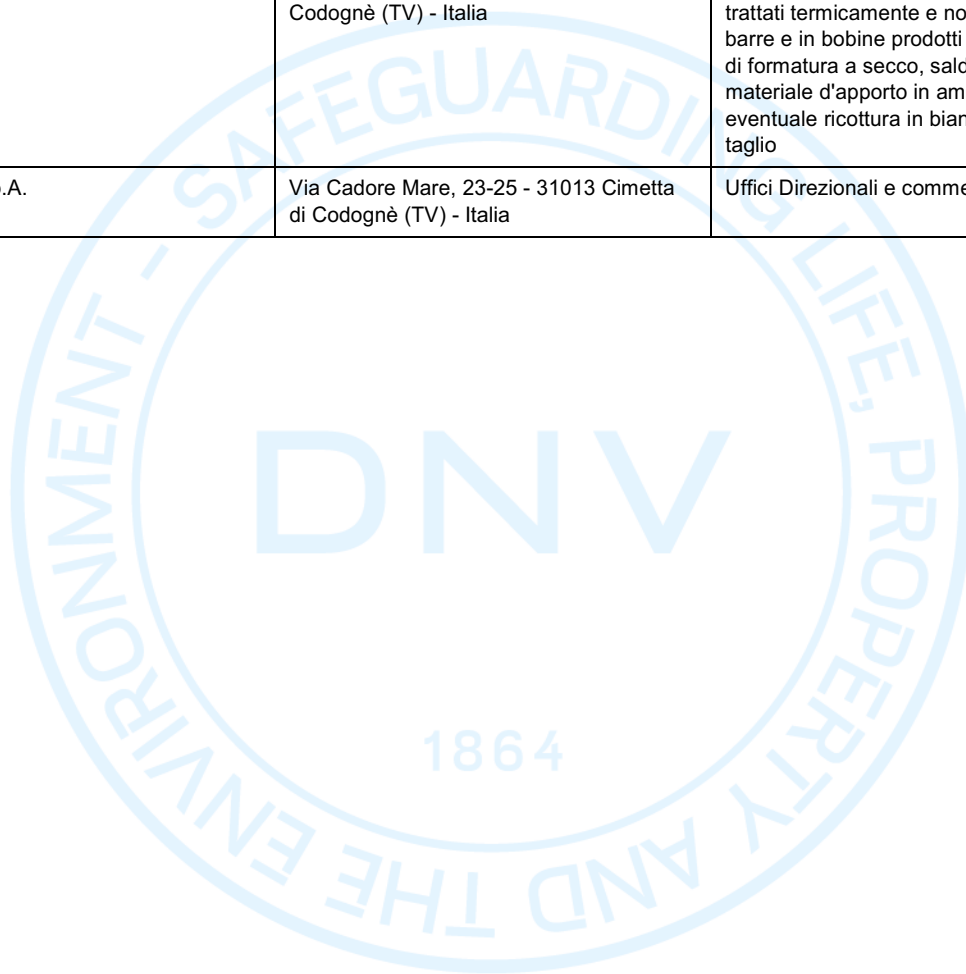 Codognè (TV) - Italia
trattati termicamente e no
barre e in bobine prodotti
di formatura a secco, sald
materiale d'apporto in am
eventuale ricottura in bian
taglio
.A.
Via Cadore Mare, 23-25 - 31013 Cimetta
di Codognè (TV) - Italia
Uffici Direzionali e comme
SAFEGUARDING LIFE, PROPERTY AND THE ENVIRONMENT -
DNV
1864